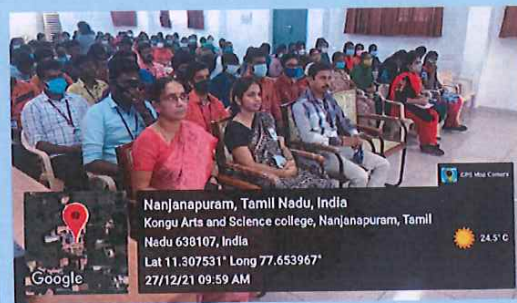 GPS Map Camera
Nanjanapuram, Tamil Nadu, India
Kongu Arts and Science college, Nanjanapuram, Tamil
Nadu 638107, India
Lat 11.307531° Long 77.653967°
27/12/21 09:59 AM
24.5° C
Google